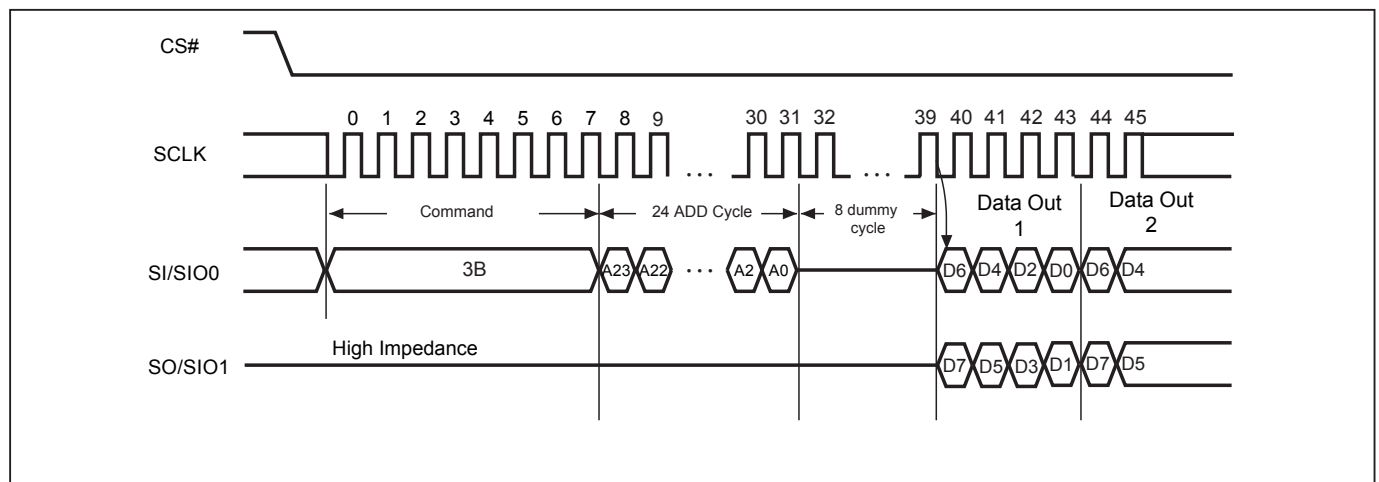 CS#
0 1 2 3 4 5 6 7 8 9 30 31 32 39 40 41 42 43 44 45
SCLK
... ...
Command 24 ADD Cycle 8 dummy cycle Data Out 1 Data Out 2
SI/SIO0 3B A23 A22 ... A2 A0 D6 D4 D2 D0 D6 D4
High Impedance
SO/SIO1 D7 D5 D3 D1 D7 D5